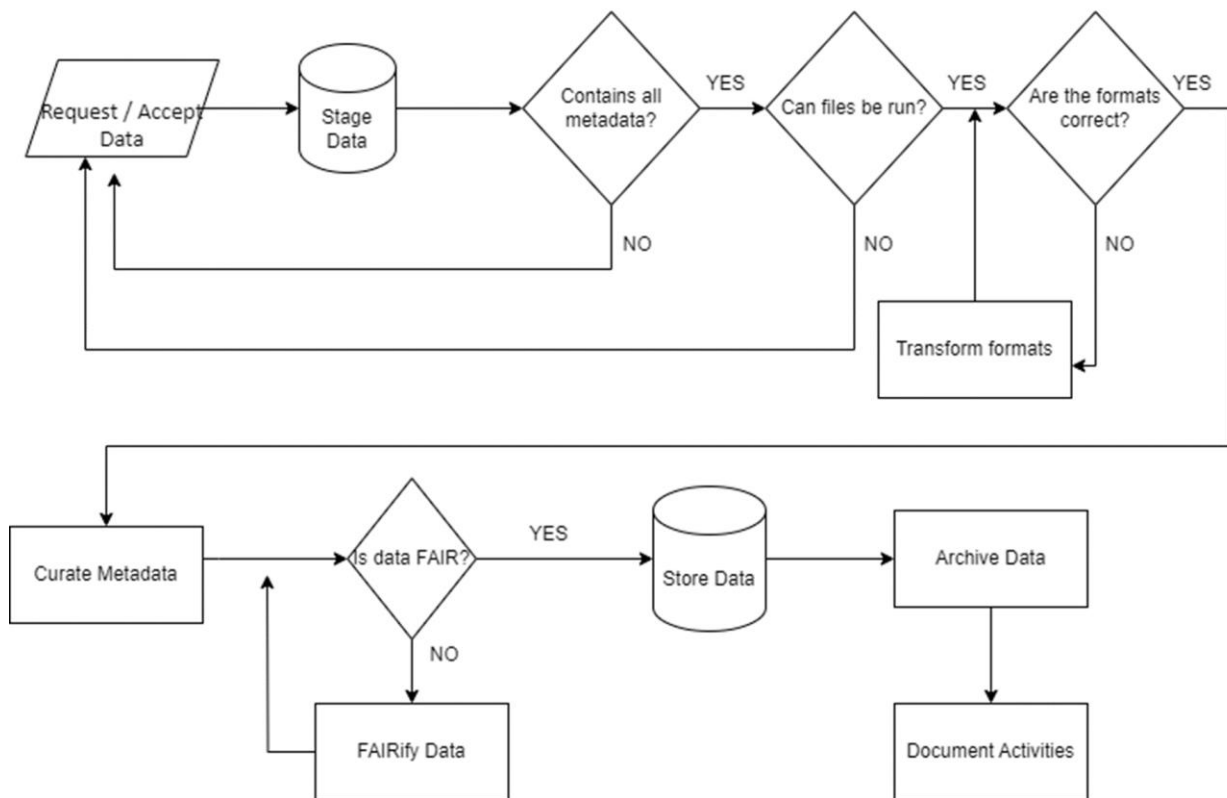 Request / Accept
Data
Stage
Data
Contains all
metadata?
YES
Can files be run?
YES
Are the formats
correct?
YES
NO
NO
NO
Transform formats
Curate Metadata
Is data FAIR?
YES
Store Data
Archive Data
NO
FAIRify Data
Document Activities